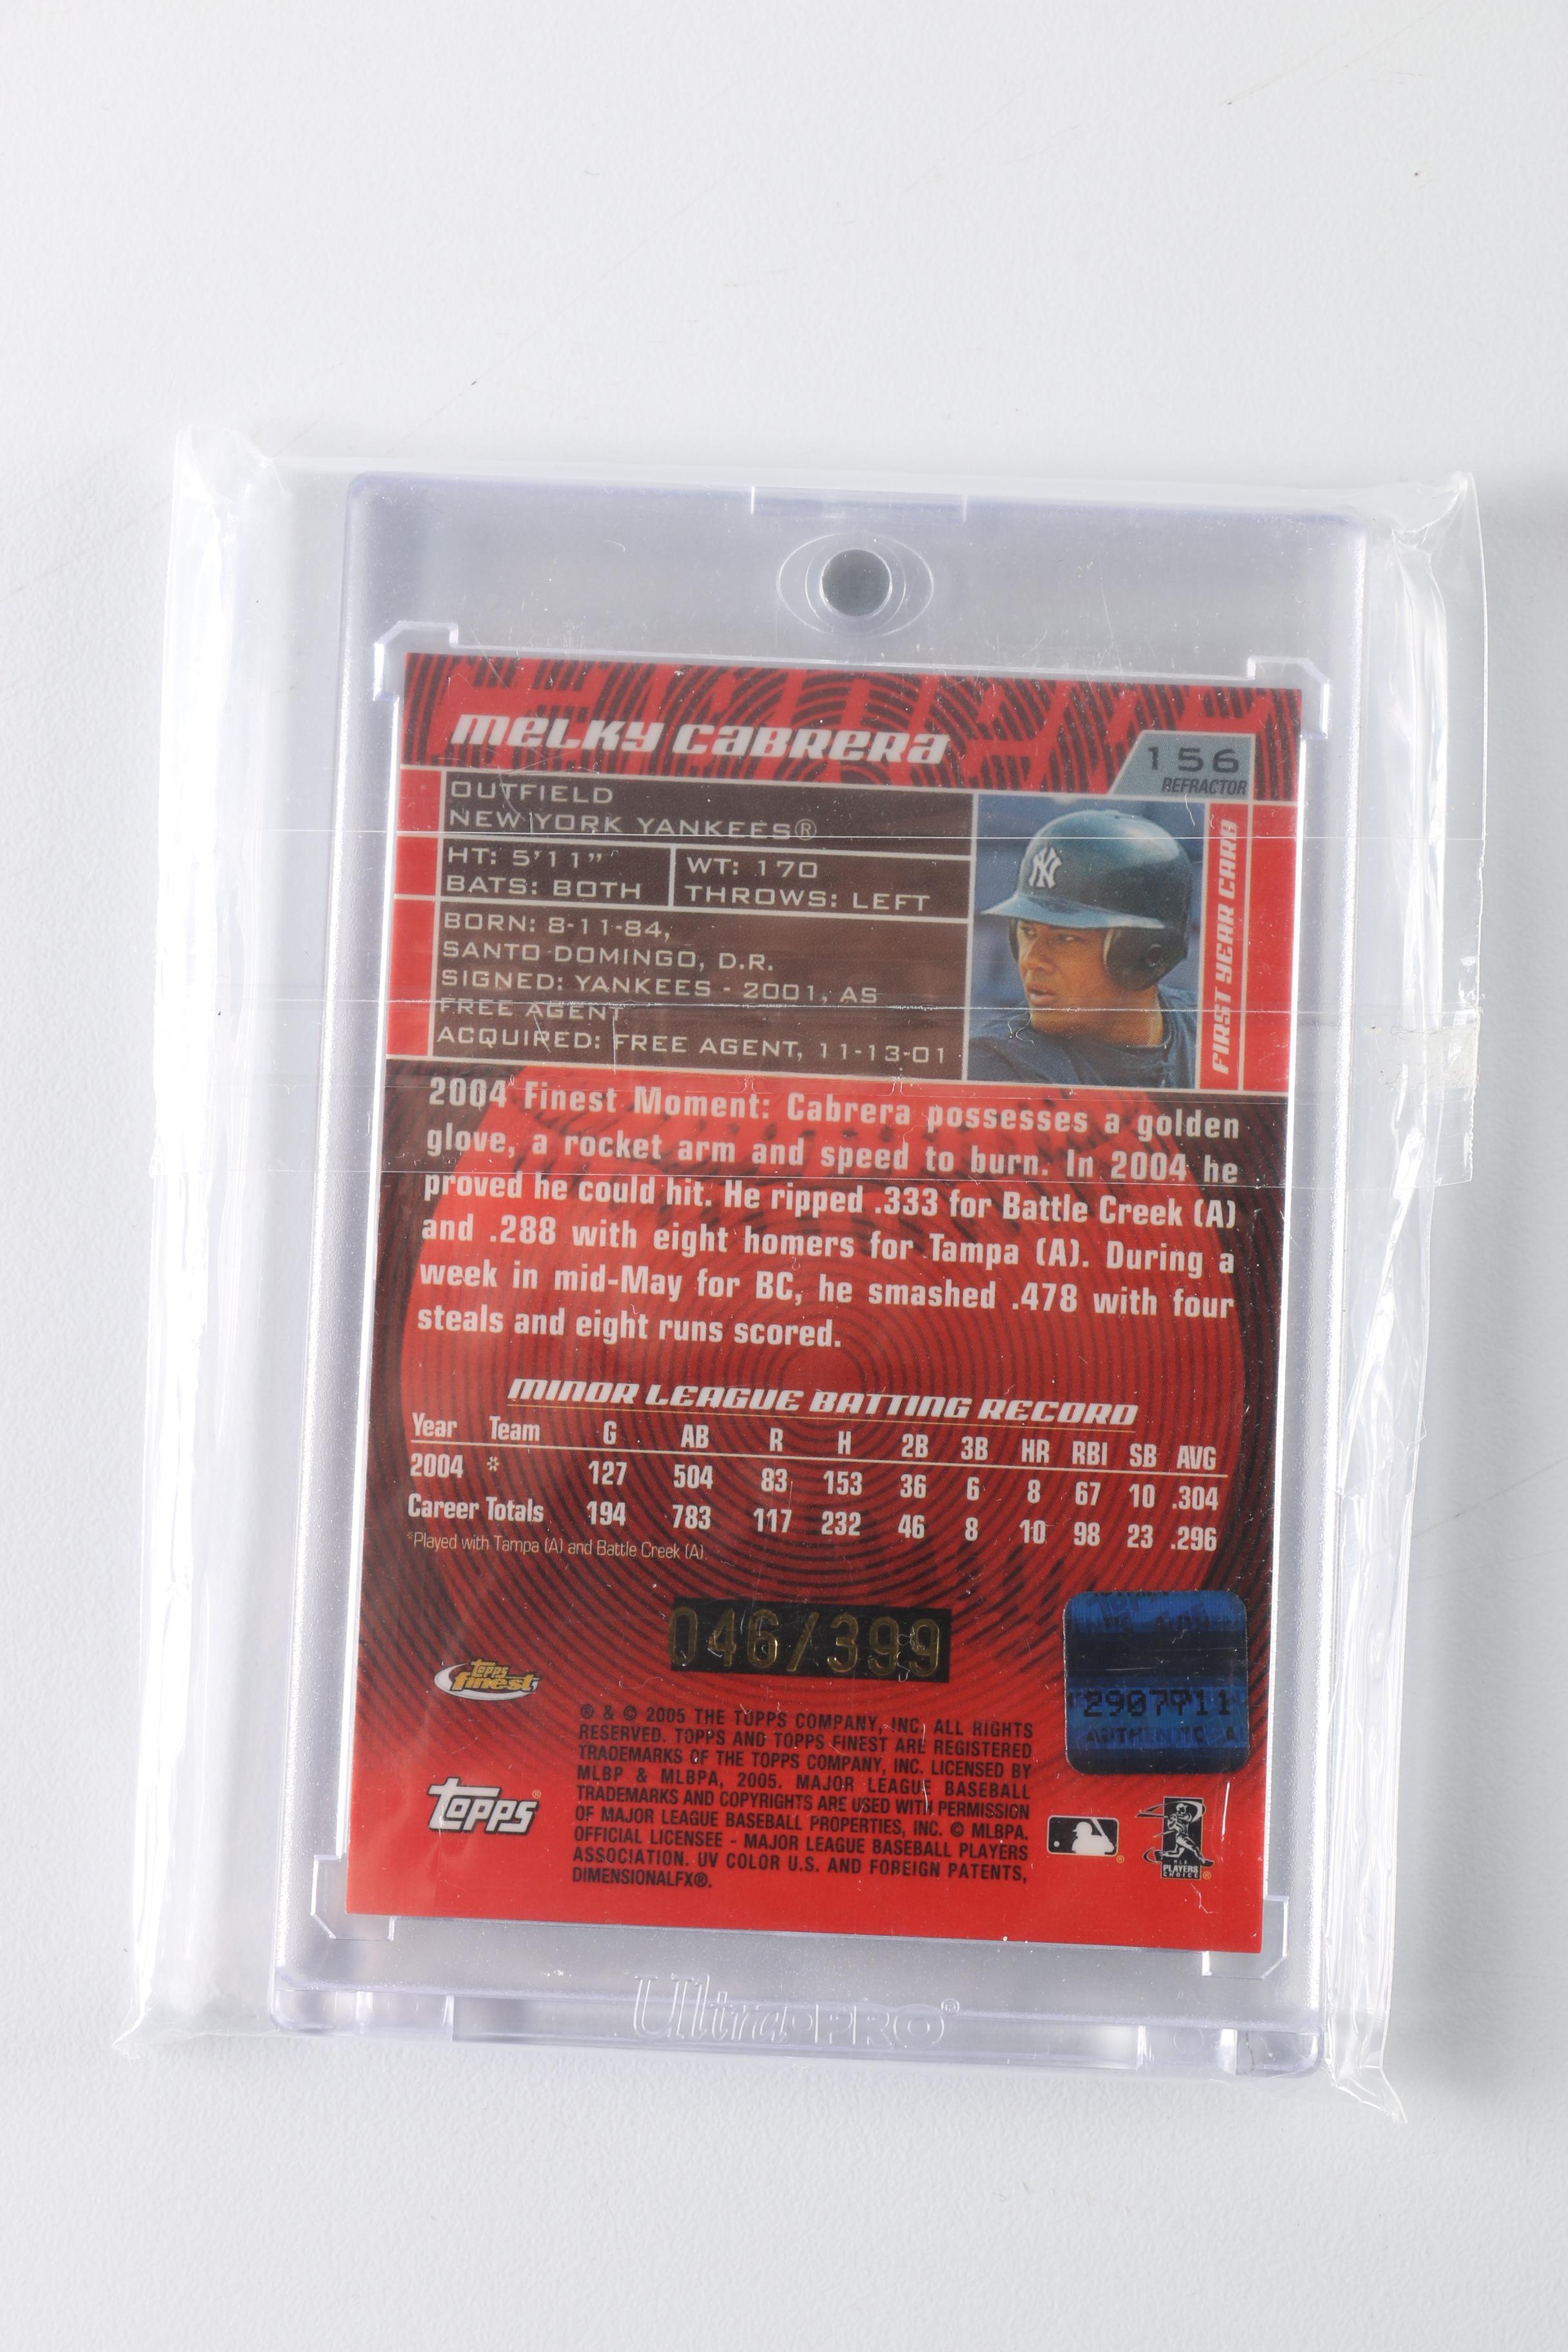 MELKY CABRERA
156
REFRACTOR
OUTFIELD
NEW YORK YANKEES®
HT: 5'11" WT: 170
BATS: BOTH THROWS: LEFT
BORN: 8-11-84,
SANTO DOMINGO, D.R.
SIGNED: YANKEES - 2001, AS
FREE AGENT
ACQUIRED: FREE AGENT, 11-13-01
FIRST YEAR CARD
2004 Finest Moment: Cabrera possesses a golden
glove, a rocket arm and speed to burn. In 2004 he
proved he could hit. He ripped .333 for Battle Creek (A)
and .288 with eight homers for Tampa (A). During a
week in mid-May for BC, he smashed .478 with four
steals and eight runs scored.
MINOR LEAGUE BATTING RECORD
Year Team G AB R H 2B 3B HR RBI SB AVG
2004 * 127 504 83 153 36 6 8 67 10 .304
Career Totals 194 783 117 232 46 8 10 98 23 .296
*Played with Tampa (A) and Battle Creek (A).
046/399
Topps
finest
2907711
AUTHENTIC
® & © 2005 THE TOPPS COMPANY, INC. ALL RIGHTS
RESERVED. TOPPS AND TOPPS FINEST ARE REGISTERED
TRADEMARKS OF THE TOPPS COMPANY, INC. LICENSED BY
MLBP & MLBPA, 2005. MAJOR LEAGUE BASEBALL
TRADEMARKS AND COPYRIGHTS ARE USED WITH PERMISSION
OF MAJOR LEAGUE BASEBALL PROPERTIES, INC. © MLBPA.
OFFICIAL LICENSEE - MAJOR LEAGUE BASEBALL PLAYERS
ASSOCIATION. UV COLOR U.S. AND FOREIGN PATENTS,
DIMENSIONALFX®.
Topps®
PLAYERS
CHOICE
Ultra•PRO®